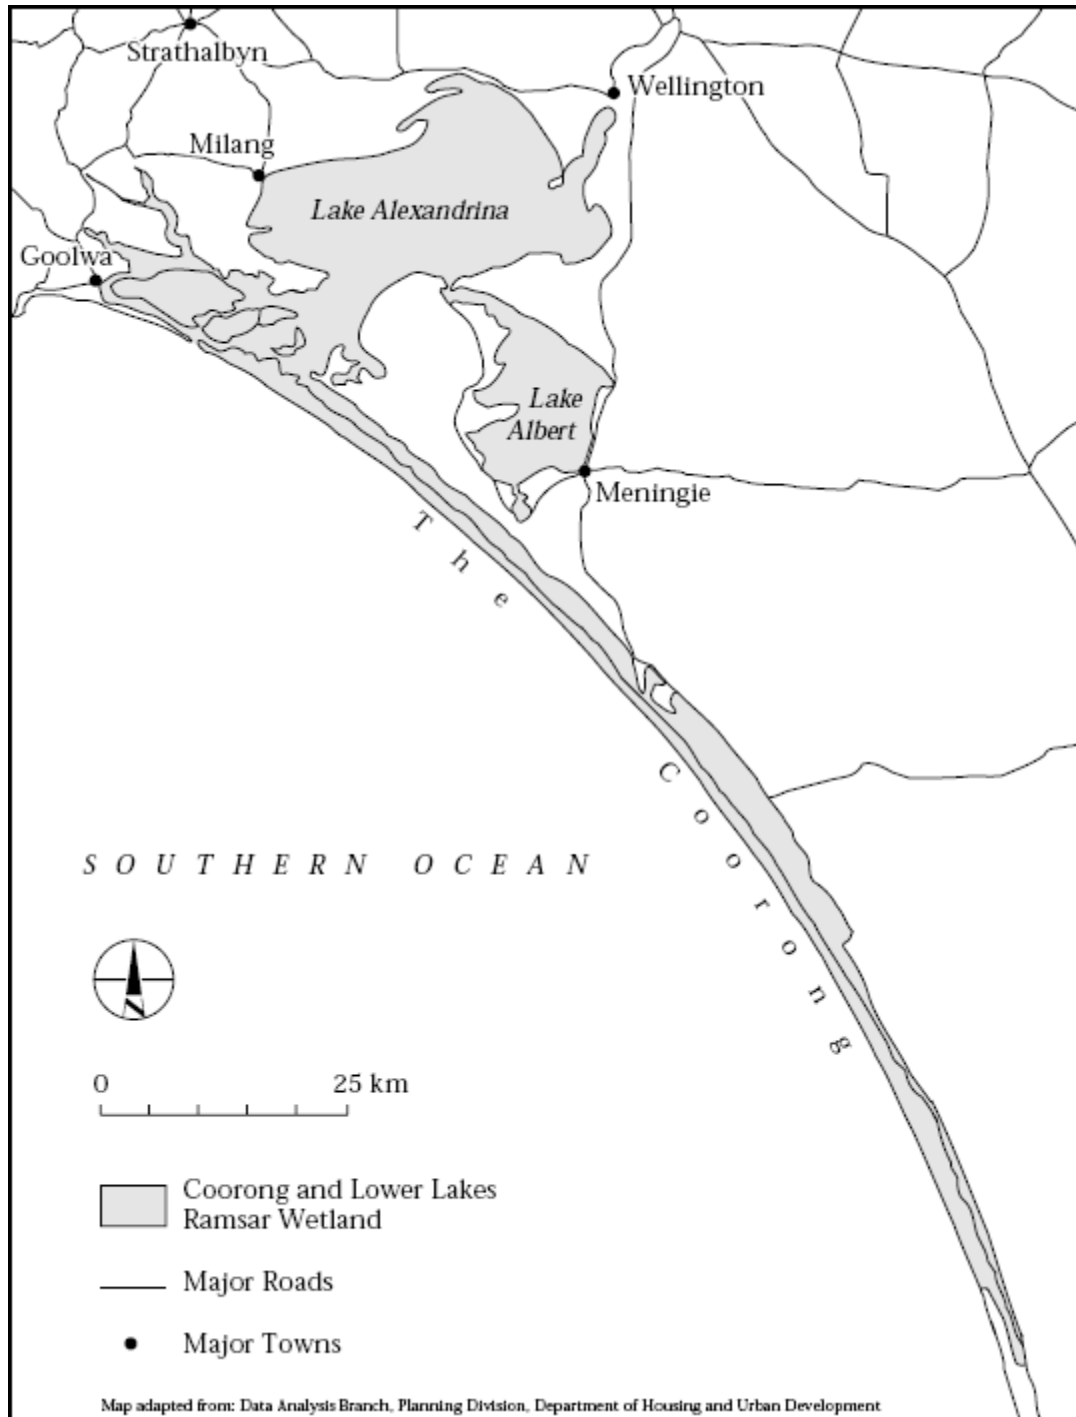 Strathalbyn
Wellington
Milang
Lake Alexandrina
Goolwa
Lake
Albert
Meningie
The Coorong
SOUTHERN OCEAN
N
0 25 km
Coorong and Lower Lakes
Ramsar Wetland
Major Roads
Major Towns
Map adapted from: Data Analysis Branch, Planning Division, Department of Housing and Urban Development